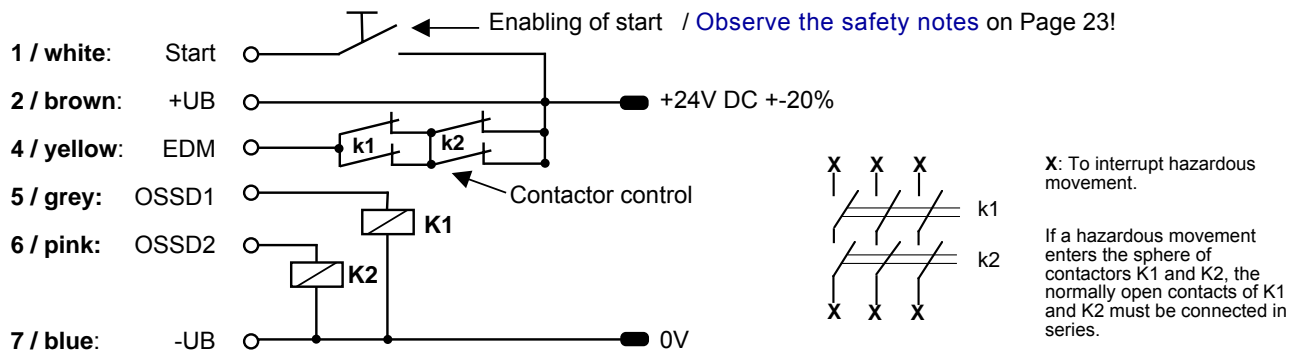 Enabling of start / Observe the safety notes on Page 23!
1 / white: Start
2 / brown: +UB +24V DC +-20%
4 / yellow: EDM k1 k2
Contactor control
5 / grey: OSSD1 K1
6 / pink: OSSD2 K2
7 / blue: -UB 0V
X X X
k1
k2
X X X
X: To interrupt hazardous
movement.
If a hazardous movement
enters the sphere of
contactors K1 and K2, the
normally open contacts of K1
and K2 must be connected in
series.